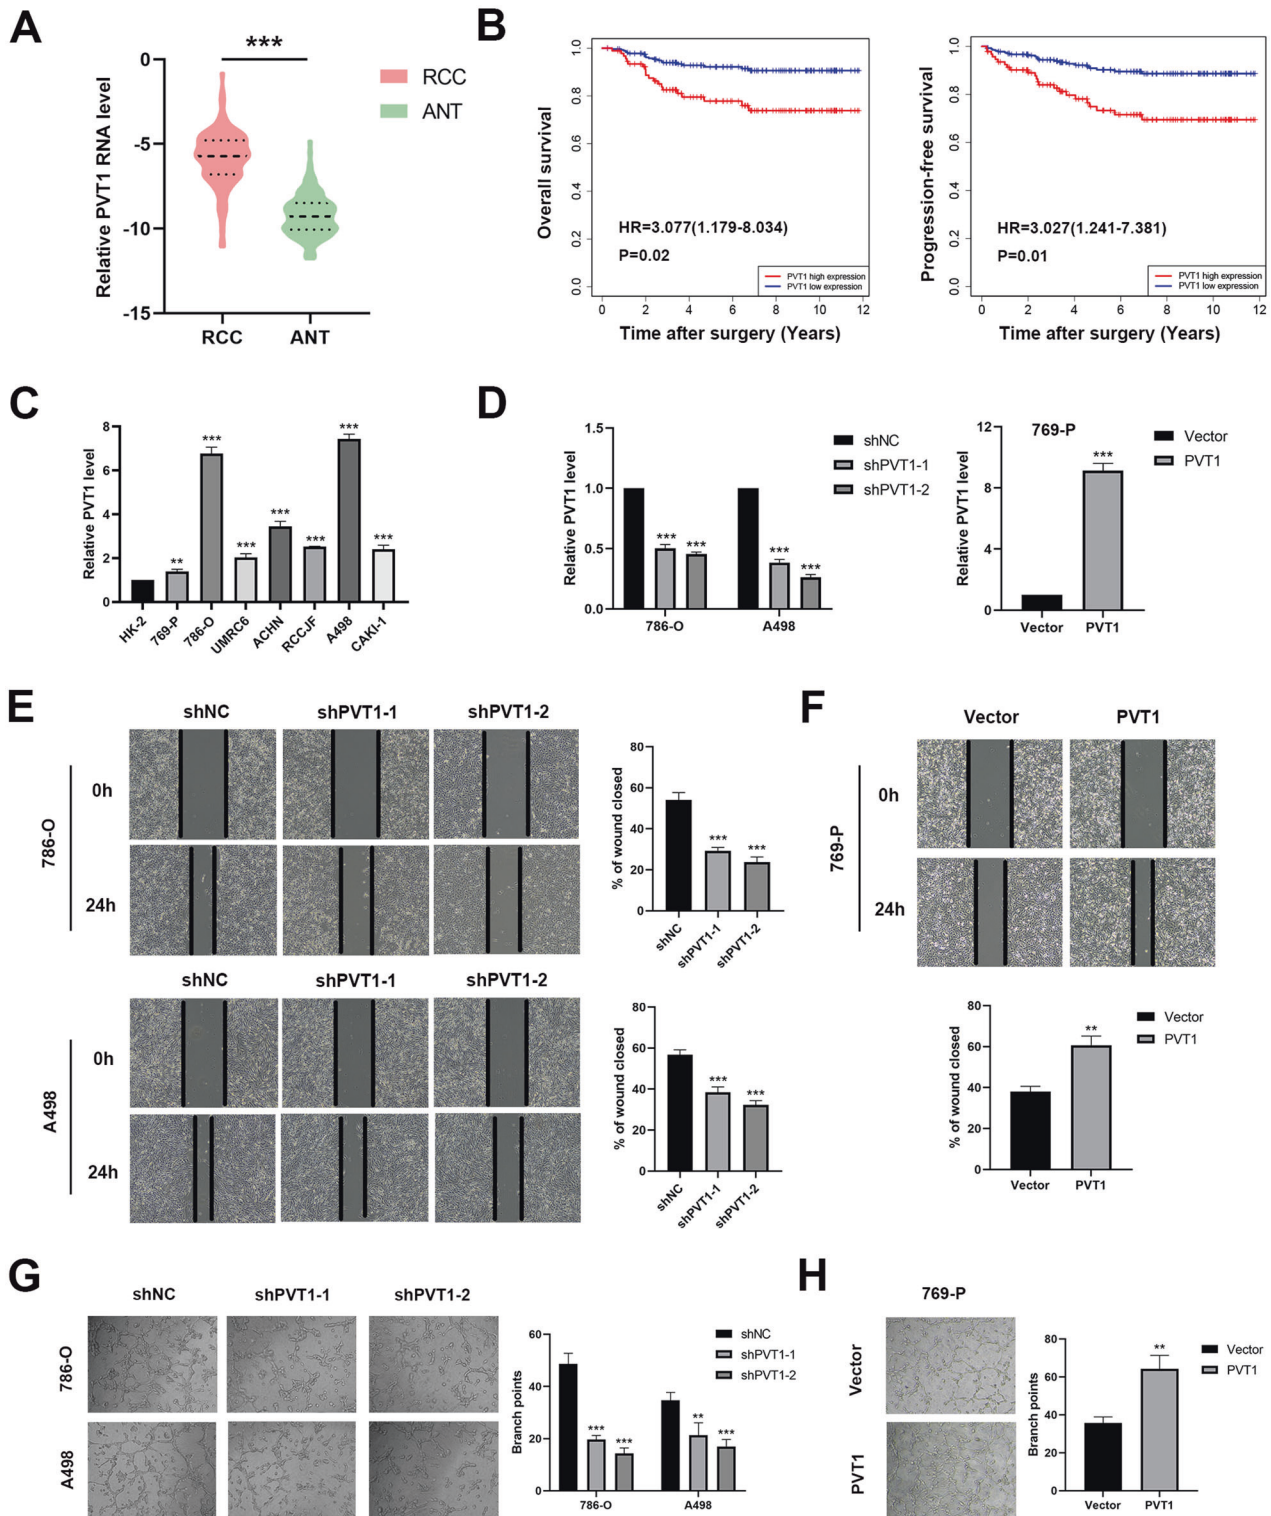 A
***
0
-5
-10
-15
Relative PVT1 RNA level
RCC
ANT
RCC
ANT
B
1.0
0.8
0.6
0.4
0.2
0.0
Overall survival
HR=3.077(1.179-8.034)
P=0.02
PVT1 high expression
PVT1 low expression
0 2 4 6 8 10 12
Time after surgery (Years)
1.0
0.8
0.6
0.4
0.2
0.0
Progression-free survival
HR=3.027(1.241-7.381)
P=0.01
PVT1 high expression
PVT1 low expression
0 2 4 6 8 10 12
Time after surgery (Years)
C
8
6
4
2
0
Relative PVT1 level
** *** *** *** *** *** ***
HK-2 769-P 786-O UMRC6 ACHN RCCJF A498 CAKI-1
D
1.5
1.0
0.5
0.0
Relative PVT1 level
*** *** *** ***
786-O A498
shNC
shPVT1-1
shPVT1-2
769-P
12
8
4
0
Relative PVT1 level
***
Vector PVT1
Vector
PVT1
E
shNC shPVT1-1 shPVT1-2
786-O
0h
24h
80
60
40
20
0
% of wound closed
*** ***
shNC shPVT1-1 shPVT1-2
shNC shPVT1-1 shPVT1-2
A498
0h
24h
80
60
40
20
0
% of wound closed
*** ***
shNC shPVT1-1 shPVT1-2
F
Vector PVT1
769-P
0h
24h
80
60
40
20
0
% of wound closed
**
Vector PVT1
Vector
PVT1
G
shNC shPVT1-1 shPVT1-2
786-O
A498
60
40
20
0
Branch points
*** *** ** ***
786-O A498
shNC
shPVT1-1
shPVT1-2
H
769-P
Vector
PVT1
80
60
40
20
0
Branch points
**
Vector PVT1
Vector
PVT1